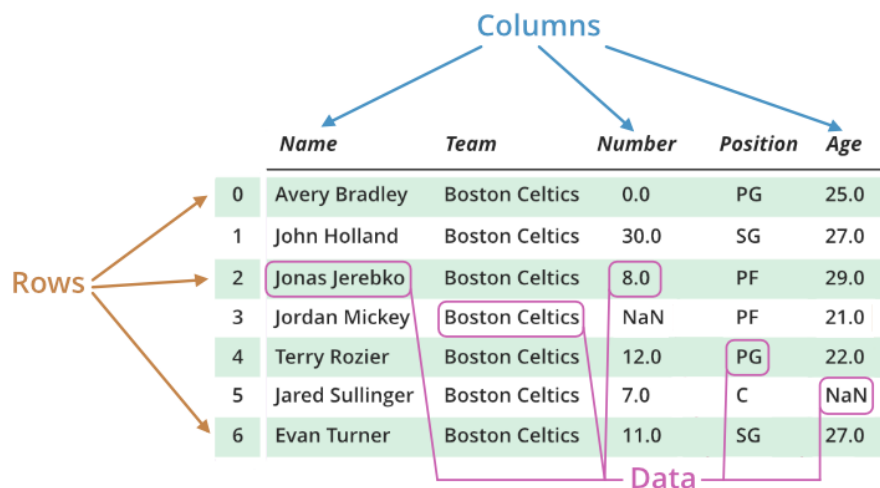 Columns
Name Team Number Position Age
0 Avery Bradley Boston Celtics 0.0 PG 25.0
1 John Holland Boston Celtics 30.0 SG 27.0
Rows
2 Jonas Jerebko Boston Celtics 8.0 PF 29.0
3 Jordan Mickey Boston Celtics NaN PF 21.0
4 Terry Rozier Boston Celtics 12.0 PG 22.0
5 Jared Sullinger Boston Celtics 7.0 C NaN
6 Evan Turner Boston Celtics 11.0 SG 27.0
Data